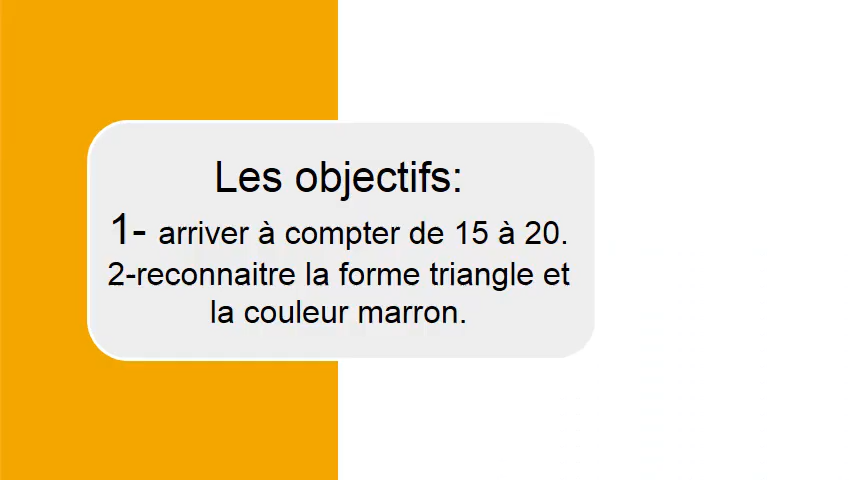 Les objectifs:
1- arriver à compter de 15 à 20.
2-reconnaitre la forme triangle et
la couleur marron.